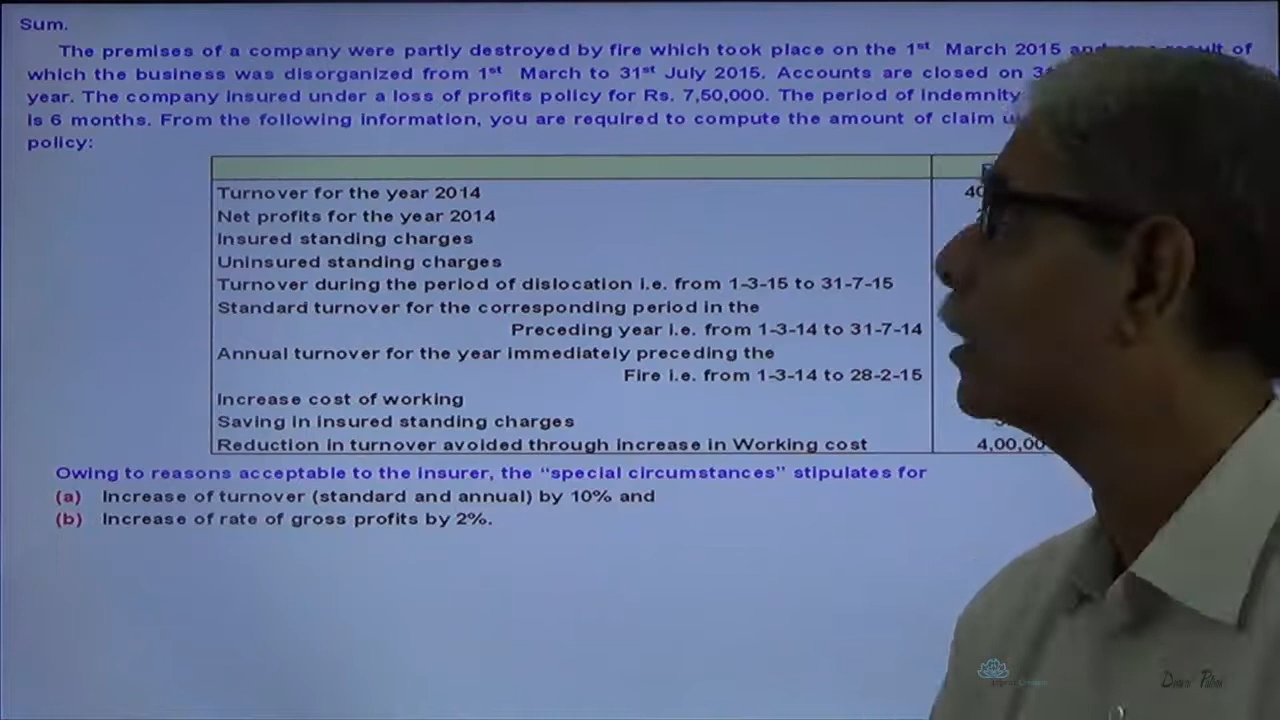 Sum.
The premises of a company were partly destroyed by fire which took place on the 1st March 2015 result of
which the business was disorganized from 1st March to 31st July 2015. Accounts are closed on
year. The company insured under a loss of profits policy for Rs. 7,50,000. The period of Indemnity
is 6 months. From the following information, you are required to compute the amount of claim
policy:
Turnover for the year 2014
Net profits for the year 2014
Insured standing charges
Uninsured standing charges
Turnover during the period of dislocation i.e. from 1-3-15 to 31-7-15
Standard turnover for the corresponding period in the
Preceding year i.e. from 1-3-14 to 31-7-14
Annual turnover for the year immediately preceding the
Fire i.e. from 1-3-14 to 28-2-15
Increase cost of working
Saving in insured standing charges
Reduction in turnover avoided through increase in Working cost
Owing to reasons acceptable to the insurer, the "special circumstances" stipulates for
(a) Increase of turnover (standard and annual) by 10% and
(b) Increase of rate of gross profits by 2%.